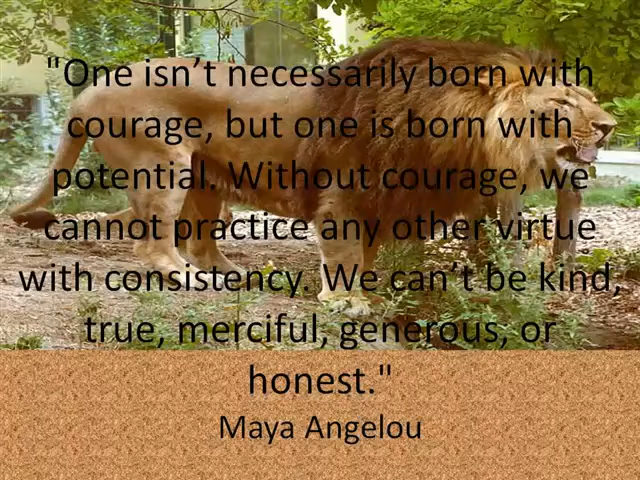 "One isn’t necessarily born with
courage, but one is born with
potential. Without courage, we
cannot practice any other virtue
with consistency. We can’t be kind,
true, merciful, generous, or
honest."
Maya Angelou